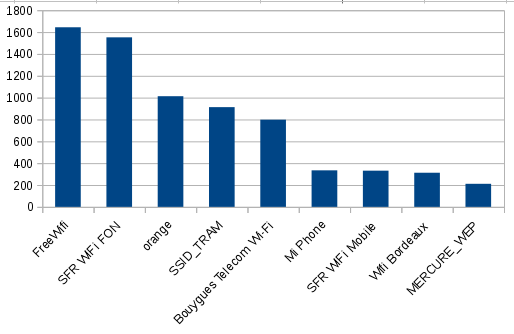 1800
1600
1400
1200
1000
800
600
400
200
0
FreeWifi
SFR WiFi FON
orange
SSID_TRAM
Bouygues Telecom Wi-Fi
Mi Phone
SFR WiFi Mobile
Wifi Bordeaux
MERCURE_WEP